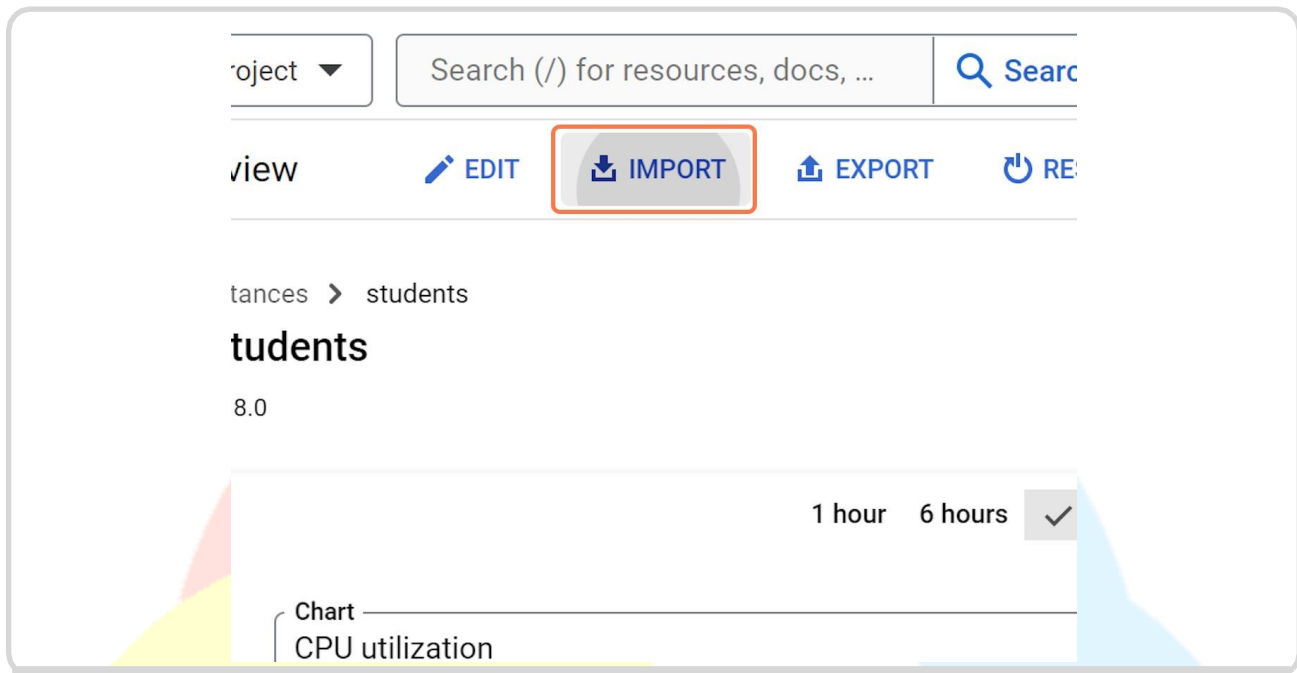 roject Search (/) for resources, docs, ... Searc
view EDIT IMPORT EXPORT RES
tances > students
tudents
8.0
1 hour 6 hours
Chart
CPU utilization